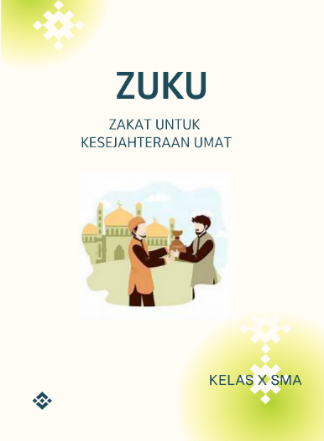 ZUKU
ZAKAT UNTUK
KESEJAHTERAAN UMAT
KELAS X SMA